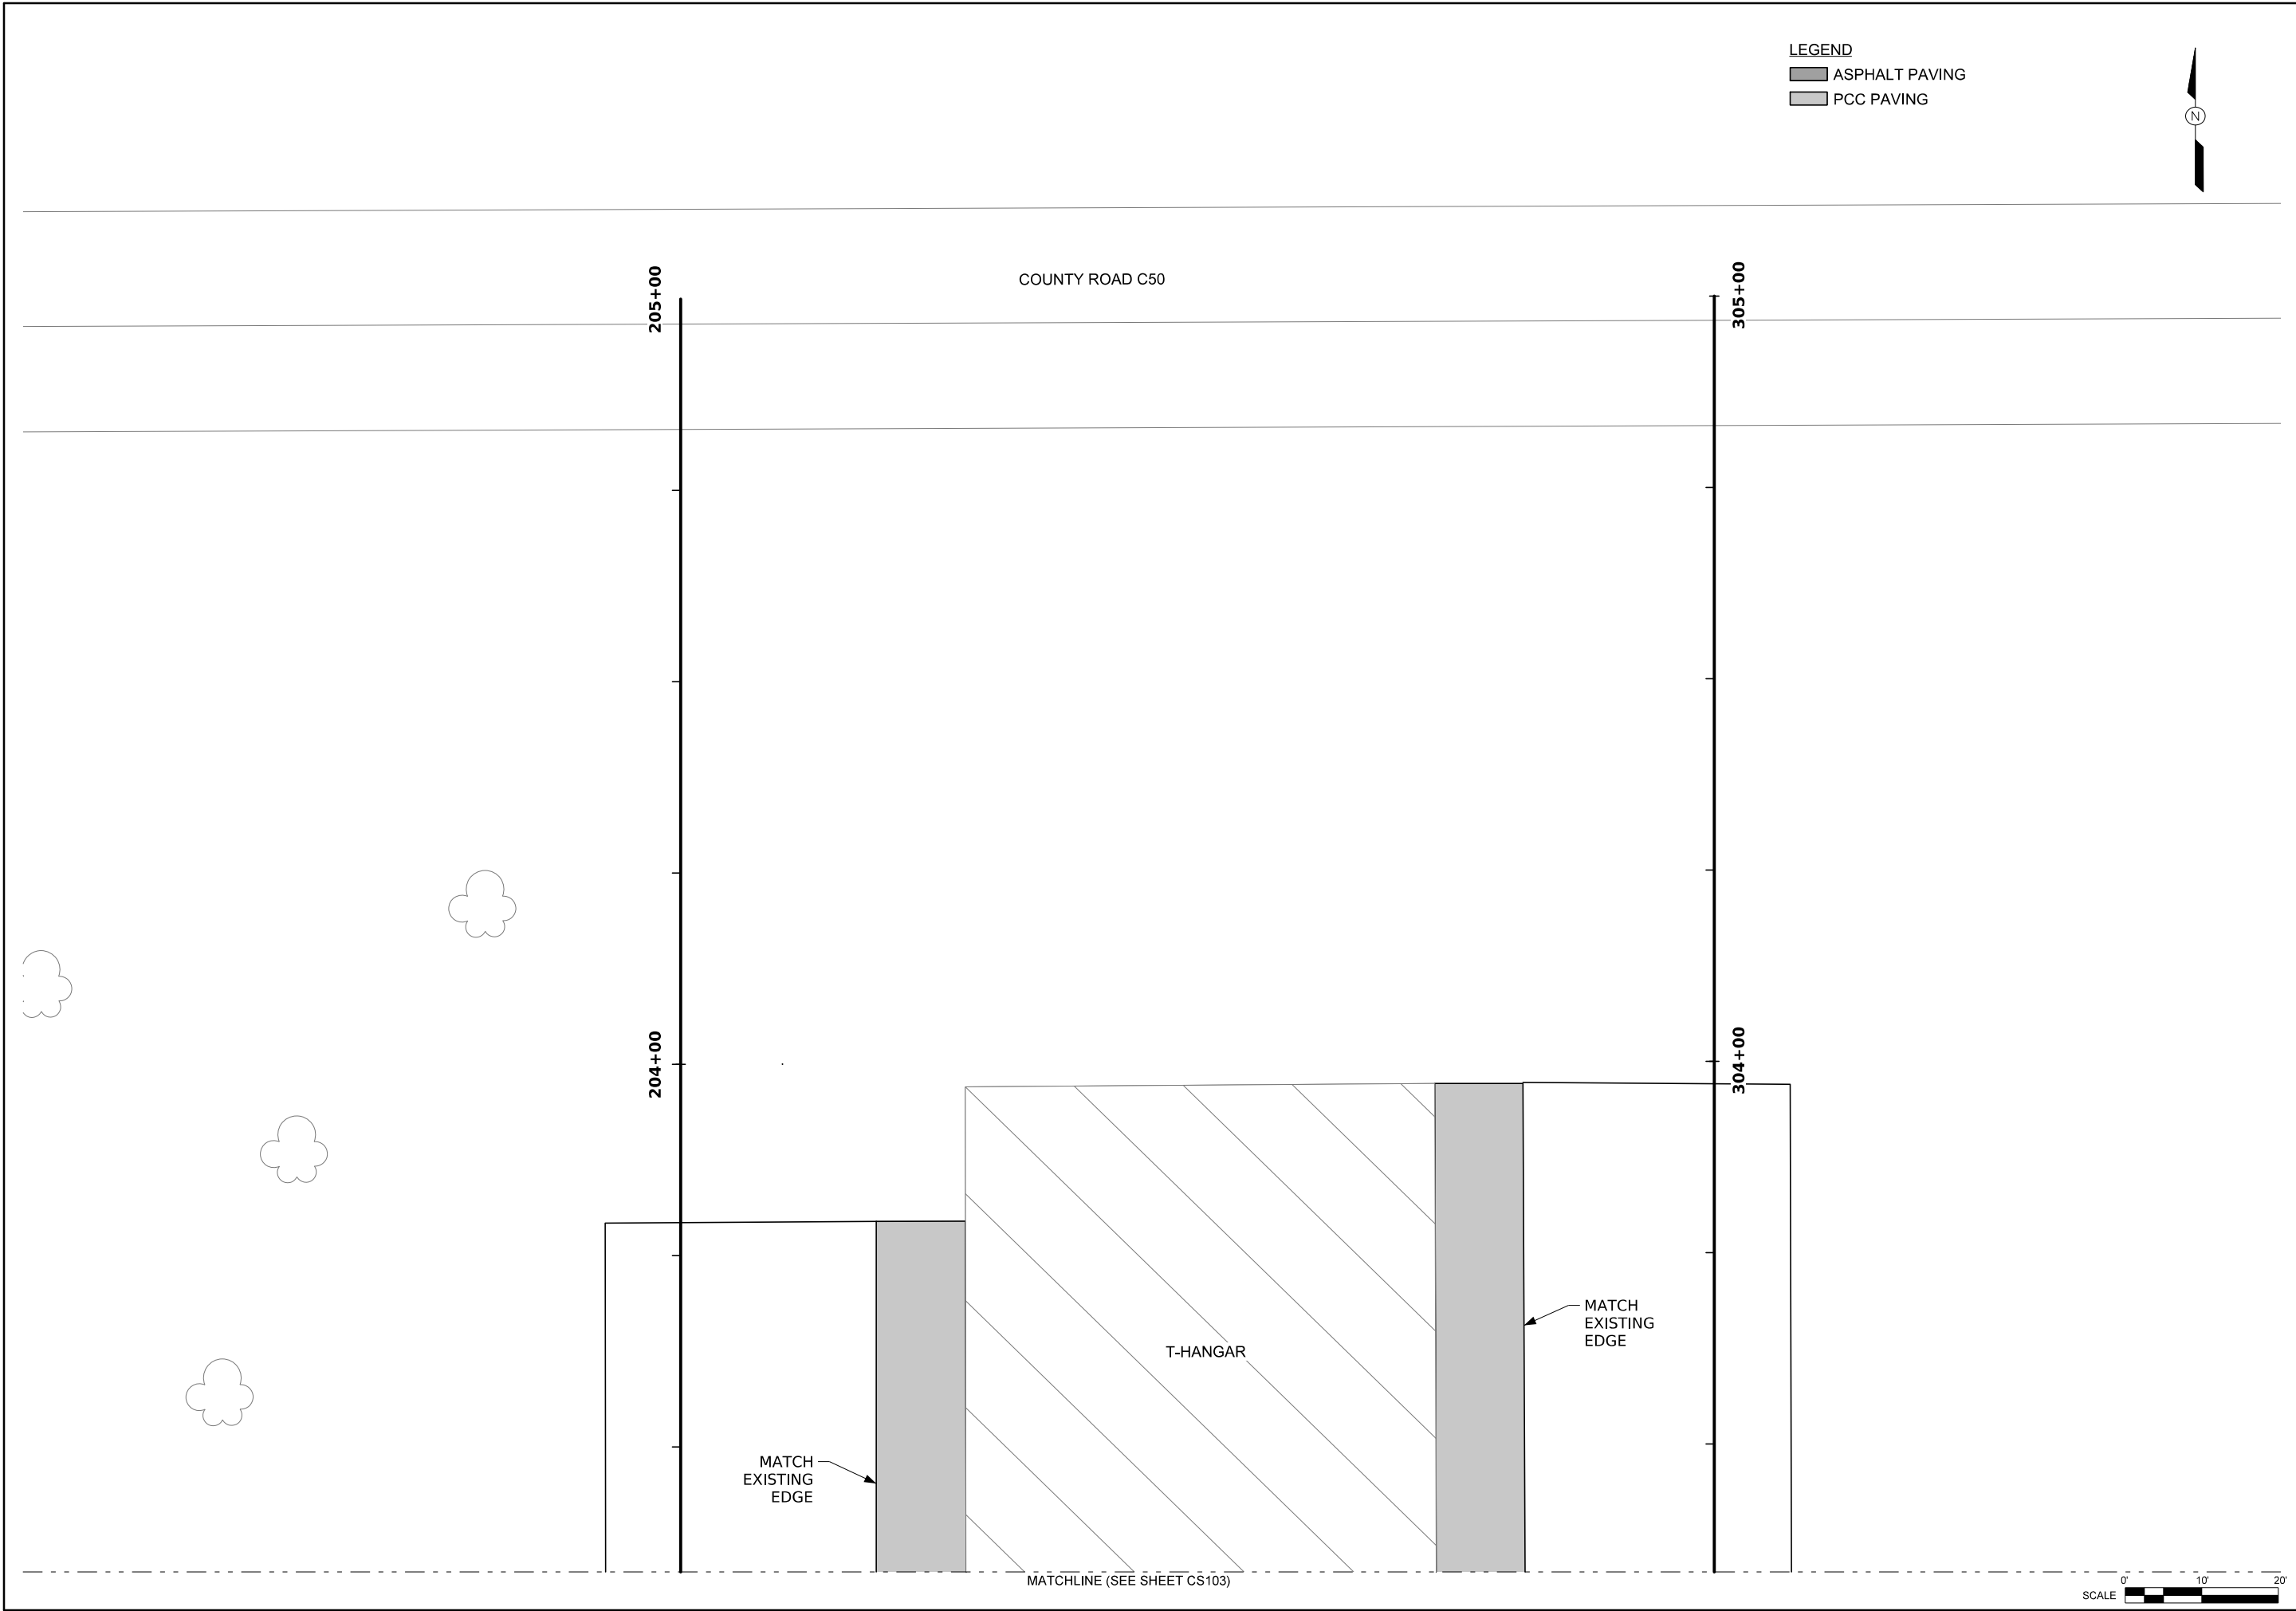 LEGEND
ASPHALT PAVING
PCC PAVING
N
COUNTY ROAD C50
205+00
305+00
204+00
304+00
MATCH
EXISTING
EDGE
T-HANGAR
MATCH
EXISTING
EDGE
MATCHLINE (SEE SHEET CS103)
SCALE
0' 10' 20'